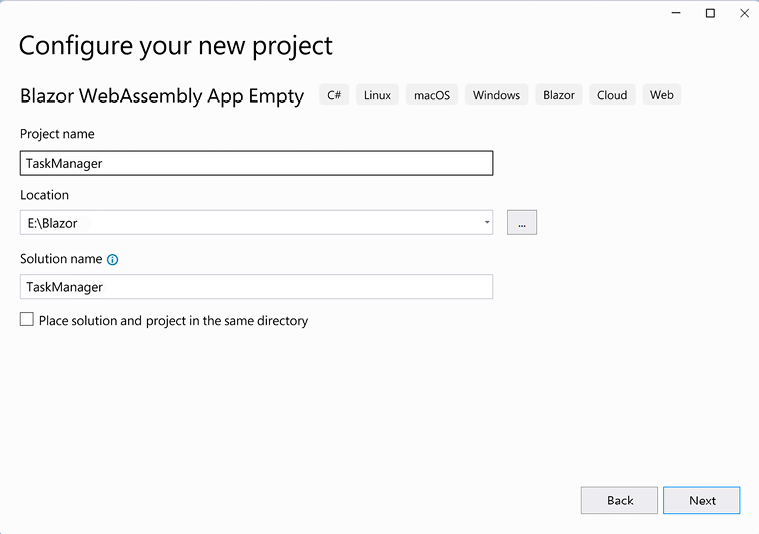 Configure your new project
Blazor WebAssembly App Empty C# Linux macOS Windows Blazor Cloud Web
Project name
TaskManager
Location
E:\Blazor
...
Solution name
TaskManager
Place solution and project in the same directory
Back Next